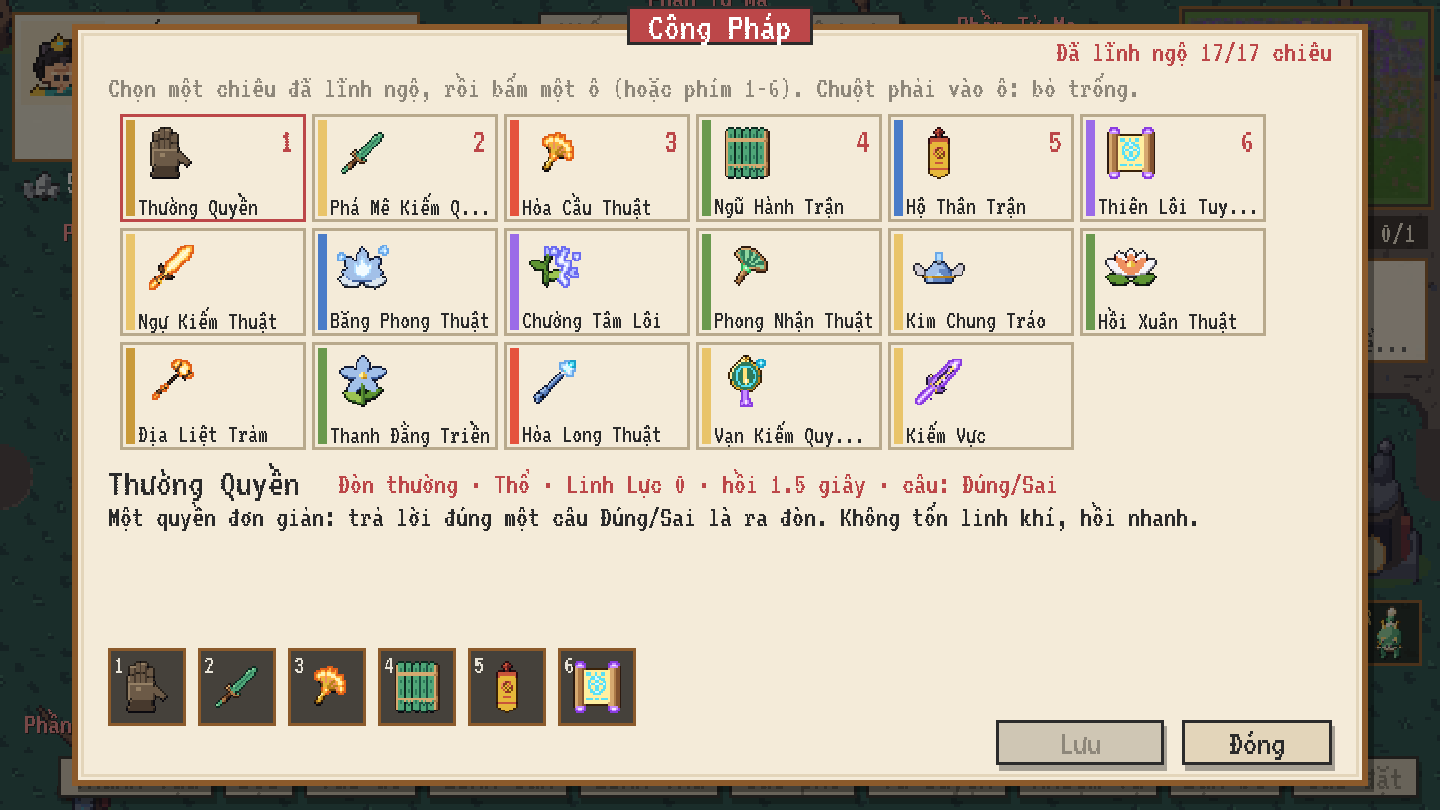 Công Pháp
Đã lĩnh ngộ 17/17 chiêu
Chọn một chiêu đã lĩnh ngộ, rồi bấm một ô (hoặc phím 1-6). Chuột phải vào ô: bỏ trống.
1 2 3 4 5 6
Thường Quyền Phá Mê Kiếm Q... Hỏa Cầu Thuật Ngũ Hành Trận Hộ Thân Trận Thiên Lôi Tuy...
0/1
Ngự Kiếm Thuật Băng Phong Thuật Chưởng Tâm Lôi Phong Nhận Thuật Kim Chung Tráo Hồi Xuân Thuật
Địa Liệt Trảm Thanh Đằng Triền Hỏa Long Thuật Vạn Kiếm Quy... Kiếm Vực
Thường Quyền Đòn thường · Thổ · Linh Lực 0 · hồi 1.5 giây · câu: Đúng/Sai
Một quyền đơn giản: trả lời đúng một câu Đúng/Sai là ra đòn. Không tốn linh khí, hồi nhanh.
1 2 3 4 5 6
Phần
Lưu Đóng